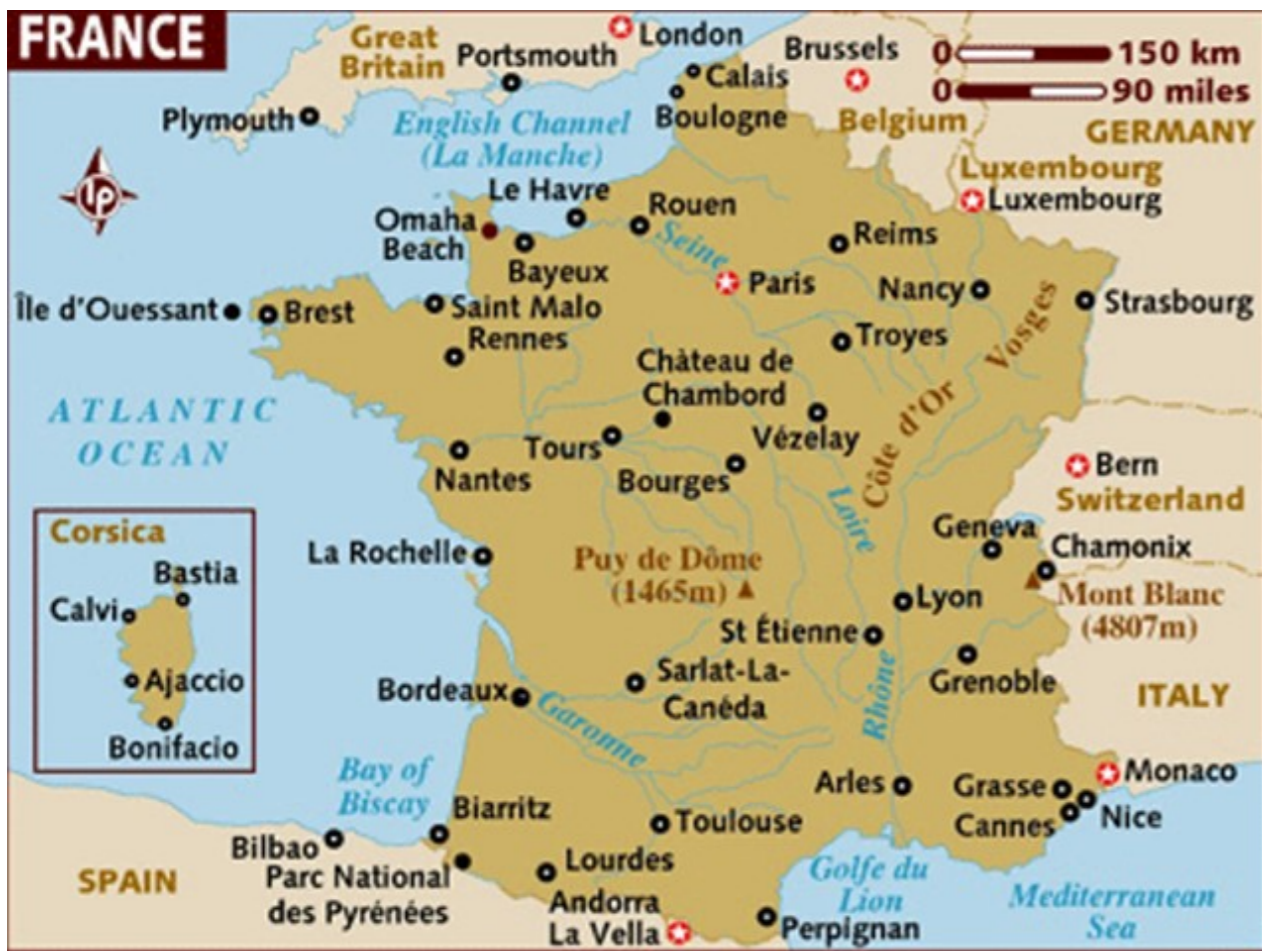 FRANCE
Great
Britain
Portsmouth
London
Brussels
0 150 km
0 90 miles
Calais
Plymouth
English Channel
(La Manche)
Boulogne
Belgium
GERMANY
Luxembourg
Luxembourg
lp
Le Havre
Omaha
Beach
Rouen
Reims
Bayeux
Seine
Paris
Nancy
Strasbourg
Île d'Ouessant
Brest
Saint Malo
Rennes
Troyes
Vosges
Château de
Chambord
ATLANTIC
OCEAN
Tours
Vézelay
Côte d'Or
Nantes
Bourges
Bern
Switzerland
Loire
Corsica
Bastia
Calvi
Ajaccio
Bonifacio
La Rochelle
Puy de Dôme
(1465m)
Geneva
Chamonix
Lyon
Mont Blanc
(4807m)
St Étienne
Grenoble
Bordeaux
Garonne
Sarlat-La-
Canéda
Rhône
ITALY
Bay of
Biscay
Biarritz
Toulouse
Arles
Grasse
Cannes
Monaco
Nice
Bilbao
SPAIN
Parc National
des Pyrénées
Lourdes
Andorra
La Vella
Perpignan
Golfe du
Lion
Mediterranean
Sea